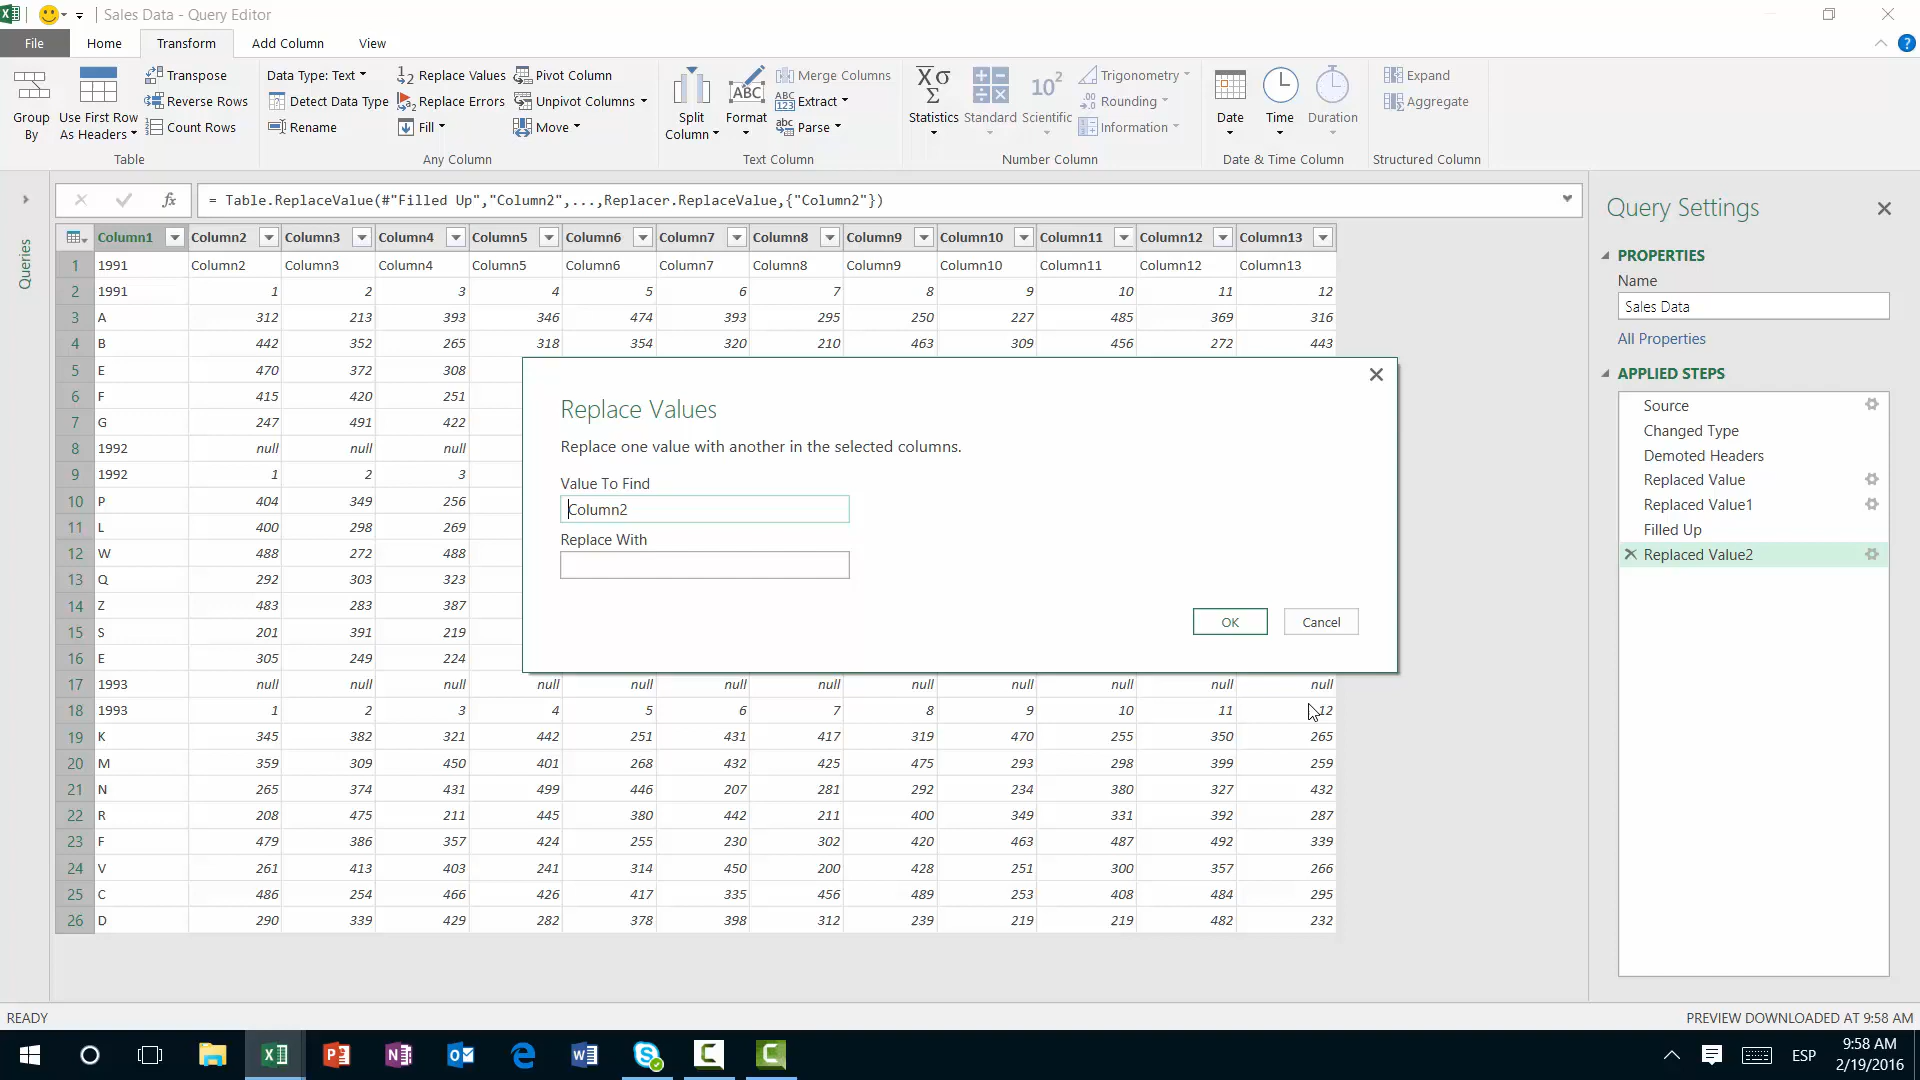 Sales Data - Query Editor
File Home Transform Add Column View
Group By
Use First Row As Headers
Transpose
Reverse Rows
Count Rows
Table
Data Type: Text
Detect Data Type
Rename
1 2 Replace Values
Replace Errors
Fill
Pivot Column
Unpivot Columns
Move
Any Column
Split Column
ABC Format
Merge Columns
ABC 123 Extract
abc Parse
Text Column
Xσ Σ Statistics
Standard
10² Scientific
Trigonometry
.00 Rounding
Information
Number Column
Date
Time
Duration
Date & Time Column
Expand
Aggregate
Structured Column
Queries
fx = Table.ReplaceValue(#"Filled Up","Column2",...,Replacer.ReplaceValue,{"Column2"})
Column1 Column2 Column3 Column4 Column5 Column6 Column7 Column8 Column9 Column10 Column11 Column12 Column13
1 1991 Column2 Column3 Column4 Column5 Column6 Column7 Column8 Column9 Column10 Column11 Column12 Column13
2 1991 1 2 3 4 5 6 7 8 9 10 11 12
3 A 312 213 393 346 474 393 295 250 227 485 369 316
4 B 442 352 265 318 354 320 210 463 309 456 272 443
5 E 470 372 308
6 F 415 420 251
7 G 247 491 422
8 1992 null null null
9 1992 1 2 3
10 P 404 349 256
11 L 400 298 269
12 W 488 272 488
13 Q 292 303 323
14 Z 483 283 387
15 S 201 391 219
16 E 305 249 224
17 1993 null null null null null null null null null null null null
18 1993 1 2 3 4 5 6 7 8 9 10 11 12
19 K 345 382 321 442 251 431 417 319 470 255 350 265
20 M 359 309 450 401 268 432 425 475 293 298 399 259
21 N 265 374 431 499 446 207 281 292 234 380 327 432
22 R 208 475 211 445 380 442 211 400 349 331 392 287
23 F 479 386 357 424 255 230 302 420 463 487 492 339
24 V 261 413 403 241 314 450 200 428 251 300 357 266
25 C 486 254 466 426 417 335 456 489 253 408 484 295
26 D 290 339 429 282 378 398 312 239 219 219 482 232
Replace Values
Replace one value with another in the selected columns.
Value To Find
Column2
Replace With
OK Cancel
Query Settings
PROPERTIES
Name
Sales Data
All Properties
APPLIED STEPS
Source
Changed Type
Demoted Headers
Replaced Value
Replaced Value1
Filled Up
Replaced Value2
READY
PREVIEW DOWNLOADED AT 9:58 AM
ESP
9:58 AM
2/19/2016